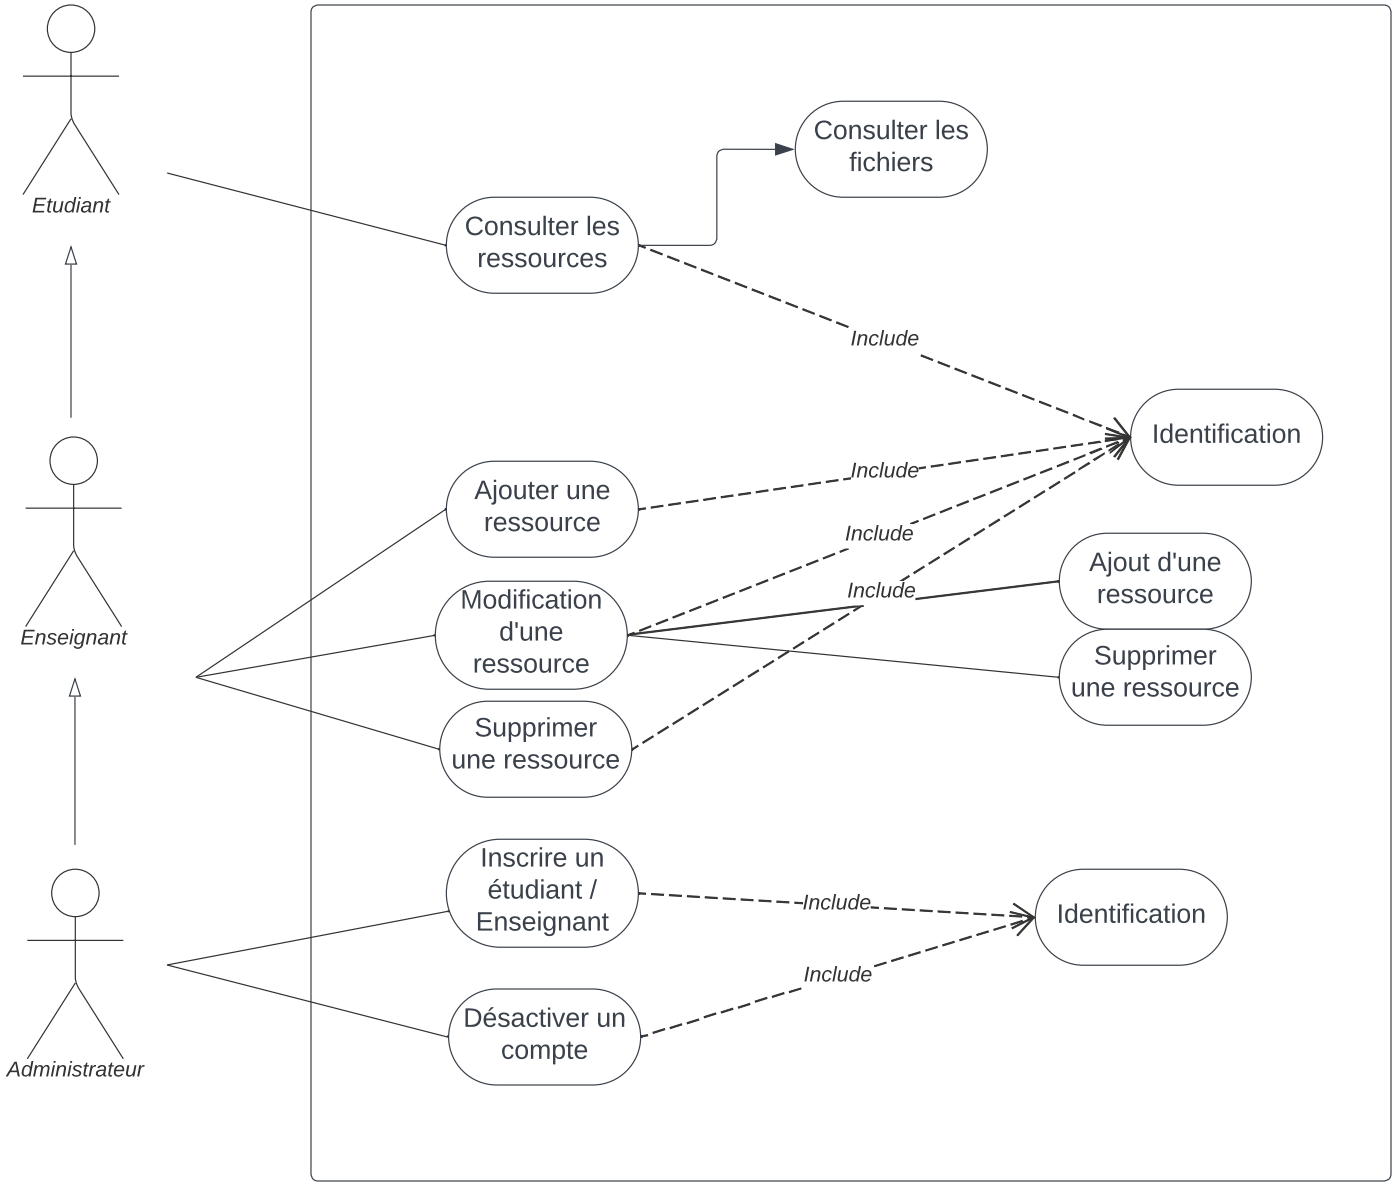 Etudiant
Consulter les
fichiers
Consulter les
ressources
Include
Identification
Enseignant
Ajouter une
ressource
Include
Include
Modification
d'une
ressource
Include
Ajout d'une
ressource
Supprimer
une ressource
Supprimer
une ressource
Administrateur
Inscrire un
étudiant /
Enseignant
Include
Identification
Include
Désactiver un
compte